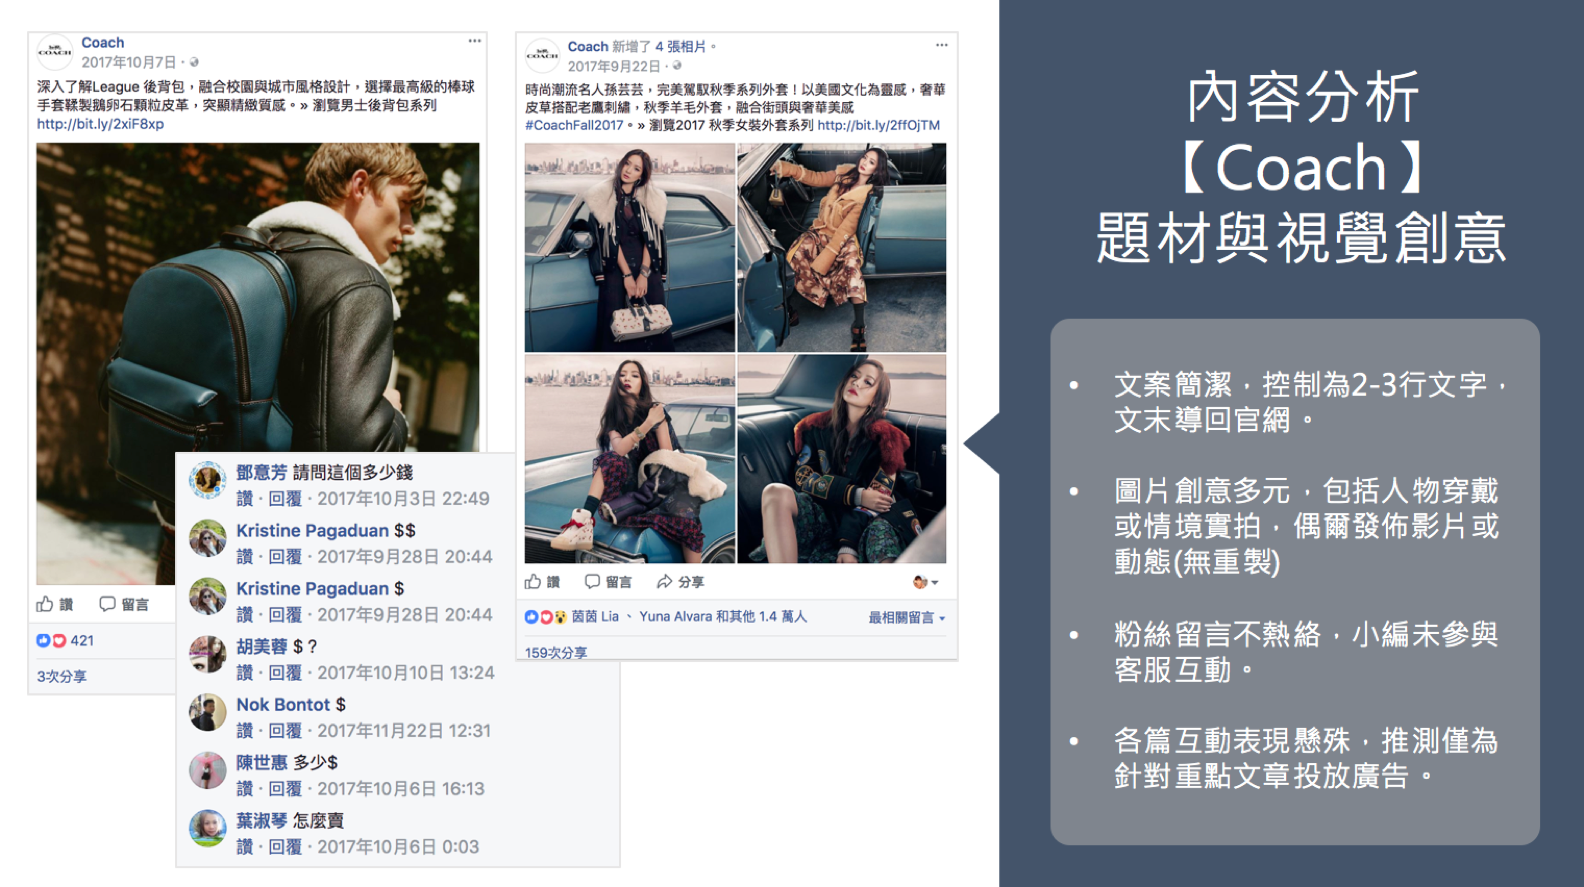 COACH
Coach
2017年10月7日 ·
深入了解League 後背包，融合校園與城市風格設計，選擇最高級的棒球
手套鞣製鵝卵石顆粒皮革，突顯精緻質感。» 瀏覽男士後背包系列
http://bit.ly/2xiF8xp
讚 留言
421
3次分享
鄧意芳 請問這個多少錢
讚 · 回覆 · 2017年10月3日 22:49
Kristine Pagaduan $$
讚 · 回覆 · 2017年9月28日 20:44
Kristine Pagaduan $
讚 · 回覆 · 2017年9月28日 20:44
胡美蓉 $ ?
讚 · 回覆 · 2017年10月10日 13:24
Nok Bontot $
讚 · 回覆 · 2017年11月22日 12:31
陳世惠 多少$
讚 · 回覆 · 2017年10月6日 16:13
葉淑琴 怎麼賣
讚 · 回覆 · 2017年10月6日 0:03
COACH
Coach 新增了 4 張相片。
2017年9月22日 ·
時尚潮流名人孫芸芸，完美駕馭秋季系列外套！以美國文化為靈感，奢華
皮草搭配老鷹刺繡，秋季羊毛外套，融合街頭與奢華美感
#CoachFall2017。» 瀏覽2017 秋季女裝外套系列 http://bit.ly/2ffOjTM
讚 留言 分享
茵茵 Lia 、 Yuna Alvara 和其他 1.4 萬人 最相關留言
159次分享
內容分析
【Coach】
題材與視覺創意
• 文案簡潔，控制為2-3行文字，
文末導回官網。
• 圖片創意多元，包括人物穿戴
或情境實拍，偶爾發佈影片或
動態(無重製)
• 粉絲留言不熱絡，小編未參與
客服互動。
• 各篇互動表現懸殊，推測僅為
針對重點文章投放廣告。